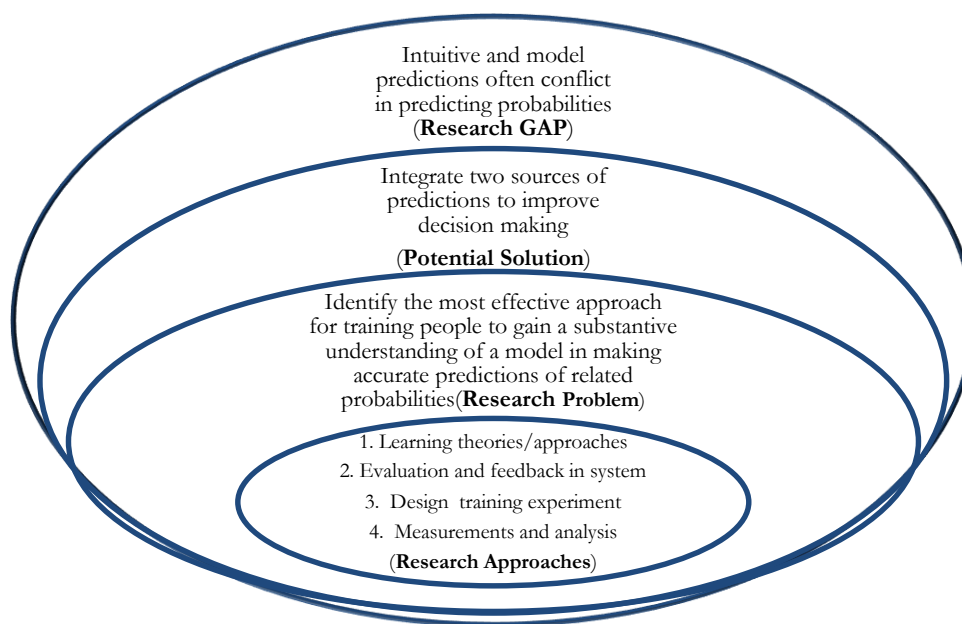 Intuitive and model
predictions often conflict
in predicting probabilities
(Research GAP)
Integrate two sources of
predictions to improve
decision making
(Potential Solution)
Identify the most effective approach
for training people to gain a substantive
understanding of a model in making
accurate predictions of related
probabilities(Research Problem)
1. Learning theories/approaches
2. Evaluation and feedback in system
3. Design training experiment
4. Measurements and analysis
(Research Approaches)